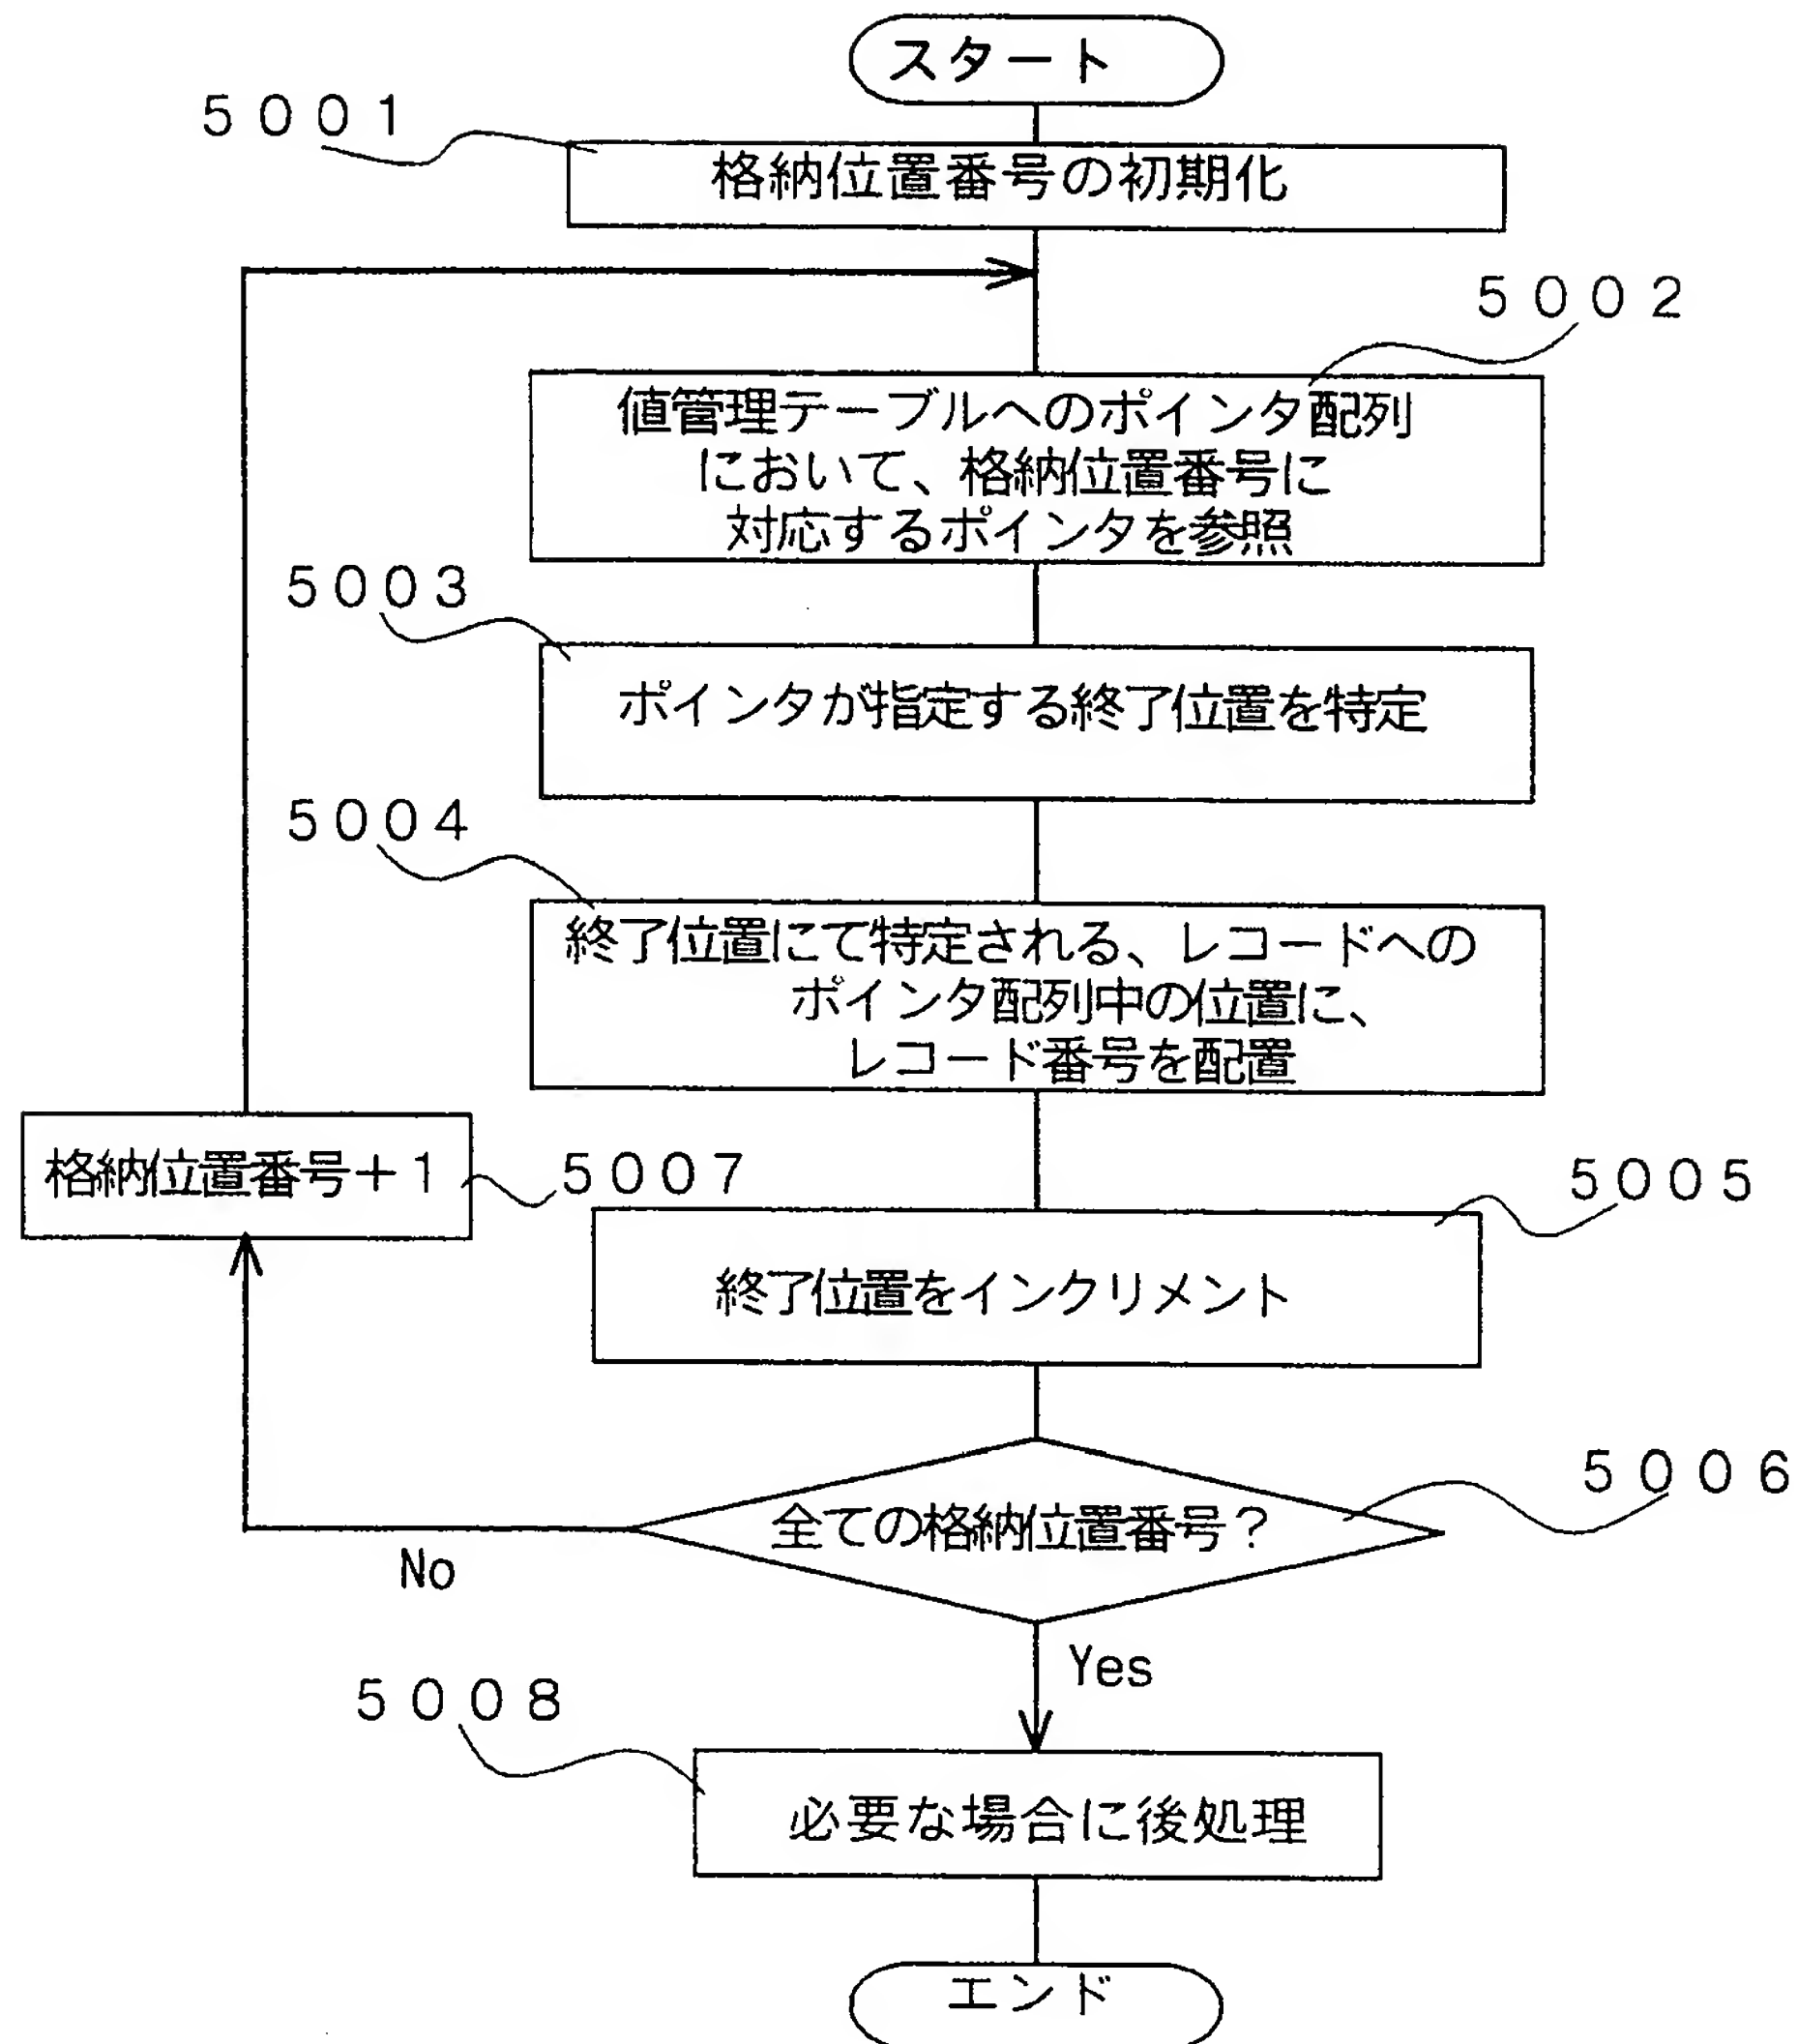 スタート
5001
格納位置番号の初期化
5002
値管理テーブルへのポインタ配列
において、格納位置番号に
対応するポインタを参照
5003
ポインタが指定する終了位置を特定
5004
終了位置にて特定される、レコードへの
ポインタ配列中の位置に、
レコード番号を配置
格納位置番号+1
5007
5005
終了位置をインクリメント
5006
全ての格納位置番号?
No
Yes
5008
必要な場合に後処理
エンド